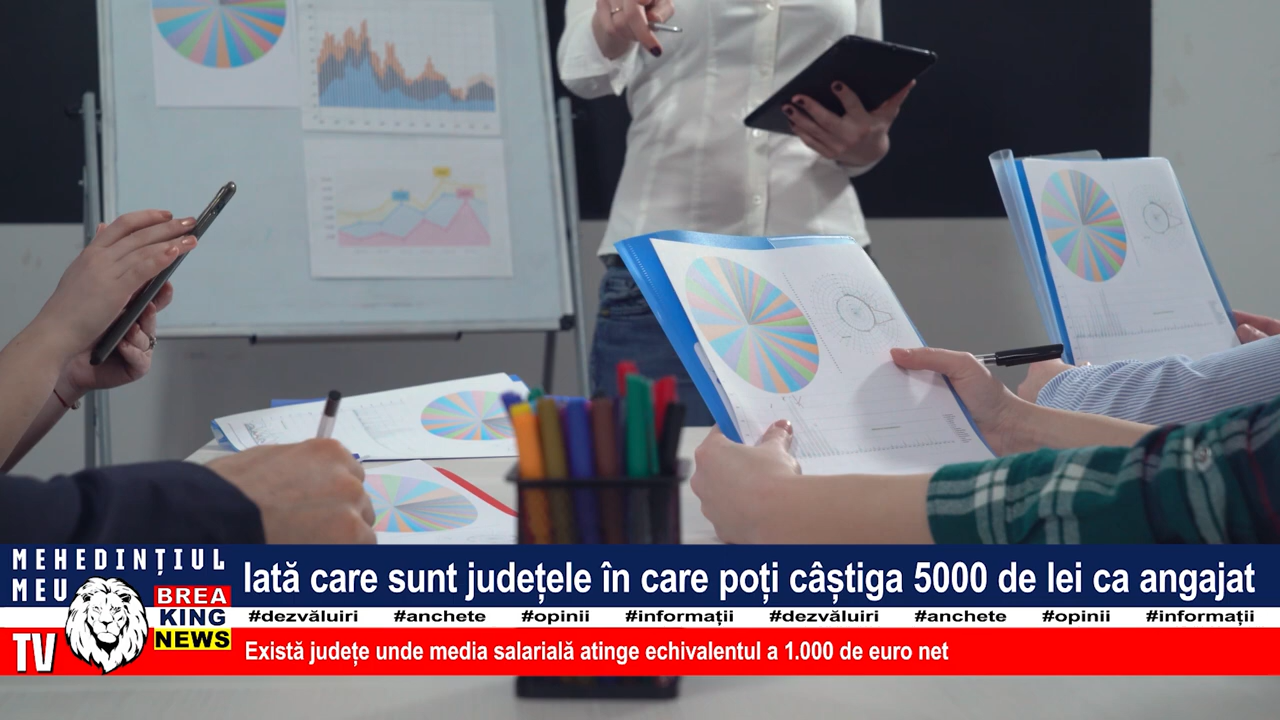 MEHEDINȚIUL
MEU
TV
BREA
KING
NEWS
Iată care sunt județele în care poți câștiga 5000 de lei ca angajat
#dezvăluiri #anchete #opinii #informații #dezvăluiri #anchete #opinii #informații
Există județe unde media salarială atinge echivalentul a 1.000 de euro net